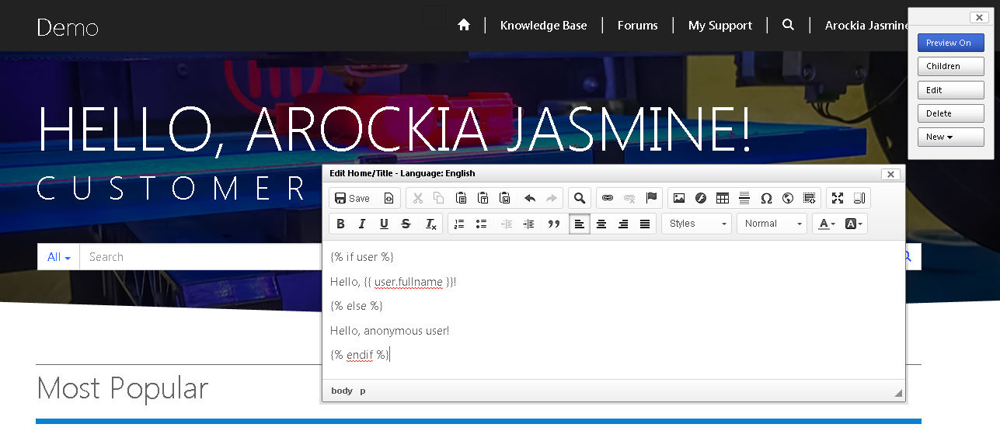 Demo
Knowledge Base
Forums
My Support
Arockia Jasmine
Preview On
Children
Edit
Delete
New
HELLO, AROCKIA JASMINE!
CUSTOMER
Edit Home/Title - Language: English
Save
B I U S Tx
Styles
Normal
A A
All
Search
{% if user %}
Hello, {{ user.fullname }}!
{% else %}
Hello, anonymous user!
{% endif %}
body p
Most Popular